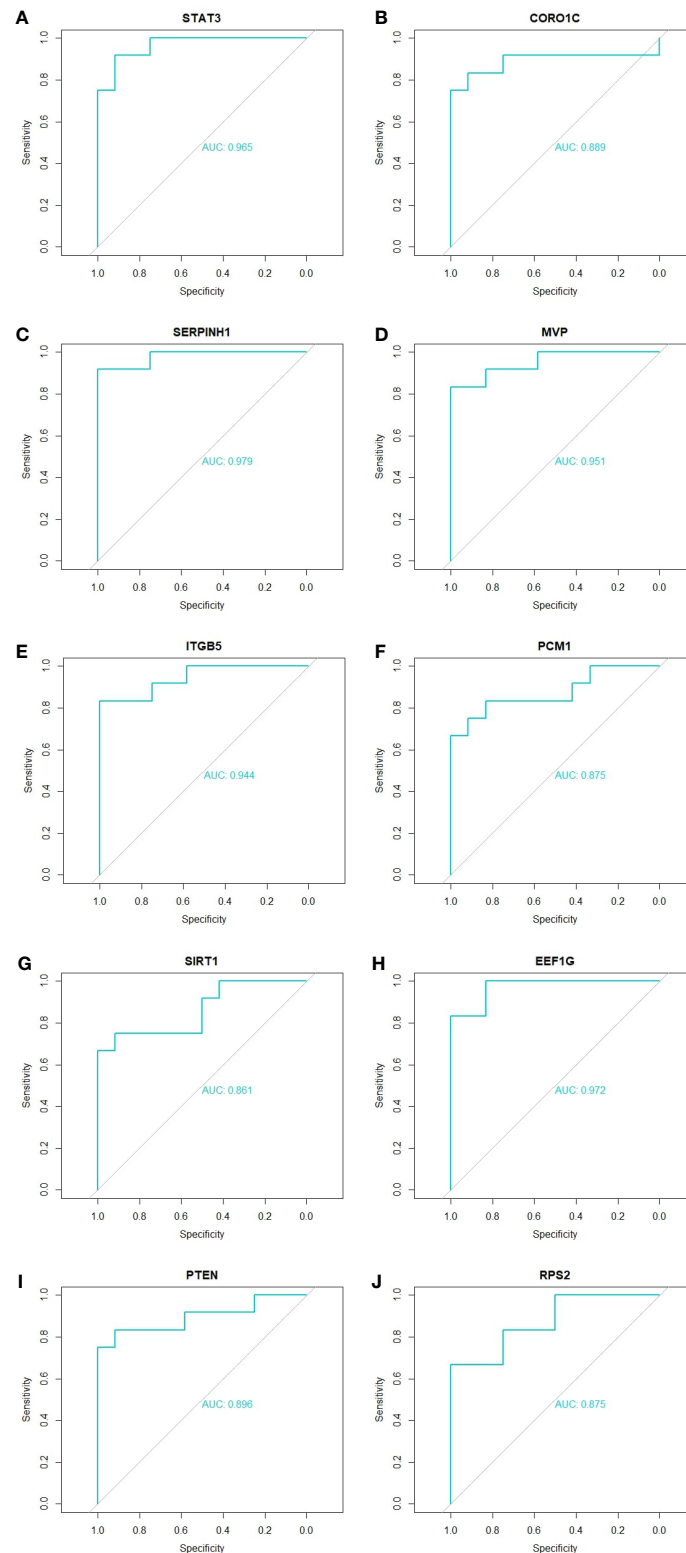 A
STAT3
1.0
0.8
0.6
0.4
0.2
0.0
Sensitivity
AUC: 0.965
1.0 0.8 0.6 0.4 0.2 0.0
Specificity
B
CORO1C
1.0
0.8
0.6
0.4
0.2
0.0
Sensitivity
AUC: 0.889
1.0 0.8 0.6 0.4 0.2 0.0
Specificity
C
SERPINH1
1.0
0.8
0.6
0.4
0.2
0.0
Sensitivity
AUC: 0.979
1.0 0.8 0.6 0.4 0.2 0.0
Specificity
D
MVP
1.0
0.8
0.6
0.4
0.2
0.0
Sensitivity
AUC: 0.951
1.0 0.8 0.6 0.4 0.2 0.0
Specificity
E
ITGB5
1.0
0.8
0.6
0.4
0.2
0.0
Sensitivity
AUC: 0.944
1.0 0.8 0.6 0.4 0.2 0.0
Specificity
F
PCM1
1.0
0.8
0.6
0.4
0.2
0.0
Sensitivity
AUC: 0.875
1.0 0.8 0.6 0.4 0.2 0.0
Specificity
G
SIRT1
1.0
0.8
0.6
0.4
0.2
0.0
Sensitivity
AUC: 0.861
1.0 0.8 0.6 0.4 0.2 0.0
Specificity
H
EEF1G
1.0
0.8
0.6
0.4
0.2
0.0
Sensitivity
AUC: 0.972
1.0 0.8 0.6 0.4 0.2 0.0
Specificity
I
PTEN
1.0
0.8
0.6
0.4
0.2
0.0
Sensitivity
AUC: 0.896
1.0 0.8 0.6 0.4 0.2 0.0
Specificity
J
RPS2
1.0
0.8
0.6
0.4
0.2
0.0
Sensitivity
AUC: 0.875
1.0 0.8 0.6 0.4 0.2 0.0
Specificity